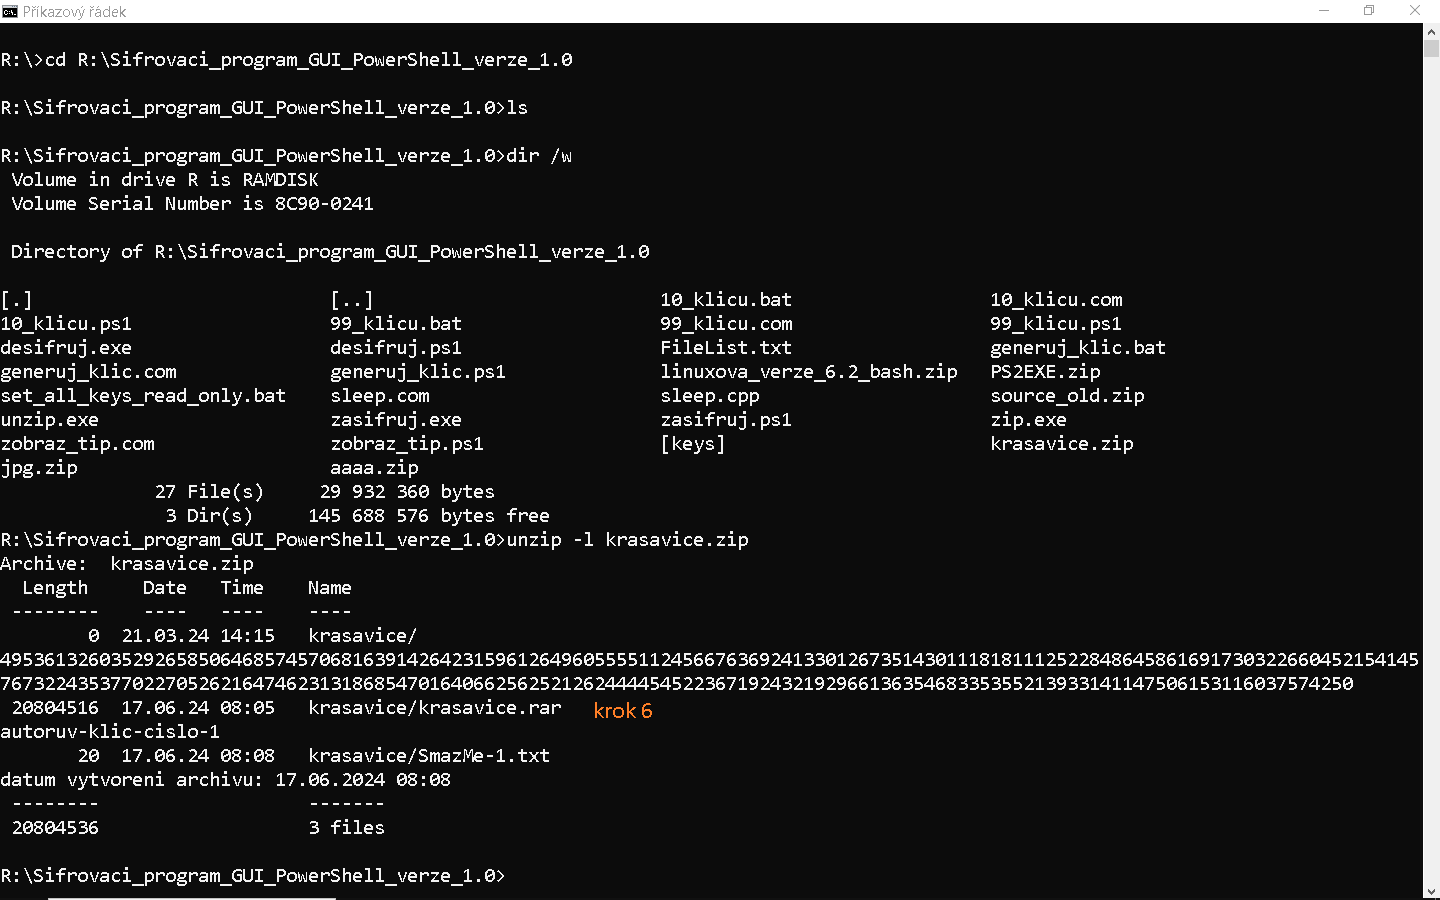 Příkazový řádek
R:\>cd R:\Sifrovaci_program_GUI_PowerShell_verze_1.0
R:\Sifrovaci_program_GUI_PowerShell_verze_1.0>ls
R:\Sifrovaci_program_GUI_PowerShell_verze_1.0>dir /w
Volume in drive R is RAMDISK
Volume Serial Number is 8C90-0241
Directory of R:\Sifrovaci_program_GUI_PowerShell_verze_1.0
[.] [..] 10_klicu.bat 10_klicu.com
10_klicu.ps1 99_klicu.bat 99_klicu.com 99_klicu.ps1
desifruj.exe desifruj.ps1 FileList.txt generuj_klic.bat
generuj_klic.com generuj_klic.ps1 linuxova_verze_6.2_bash.zip PS2EXE.zip
set_all_keys_read_only.bat sleep.com sleep.cpp source_old.zip
unzip.exe zasifruj.exe zasifruj.ps1 zip.exe
zobraz_tip.com zobraz_tip.ps1 [keys] krasavice.zip
jpg.zip aaaa.zip
27 File(s) 29 932 360 bytes
3 Dir(s) 145 688 576 bytes free
R:\Sifrovaci_program_GUI_PowerShell_verze_1.0>unzip -l krasavice.zip
Archive: krasavice.zip
Length Date Time Name
-------- ---- ---- ----
0 21.03.24 14:15 krasavice/
495361326035292658506468574570681639142642315961264960555511245667636924133012673514301118181112522848645861691730322660452154145
767322435377022705262164746231318685470164066256252126244445452236719243219296613635468335355213933141147506153116037574250
20804516 17.06.24 08:05 krasavice/krasavice.rar krok 6
autoruv-klic-cislo-1
20 17.06.24 08:08 krasavice/SmazMe-1.txt
datum vytvoreni archivu: 17.06.2024 08:08
-------- -------
20804536 3 files
R:\Sifrovaci_program_GUI_PowerShell_verze_1.0>